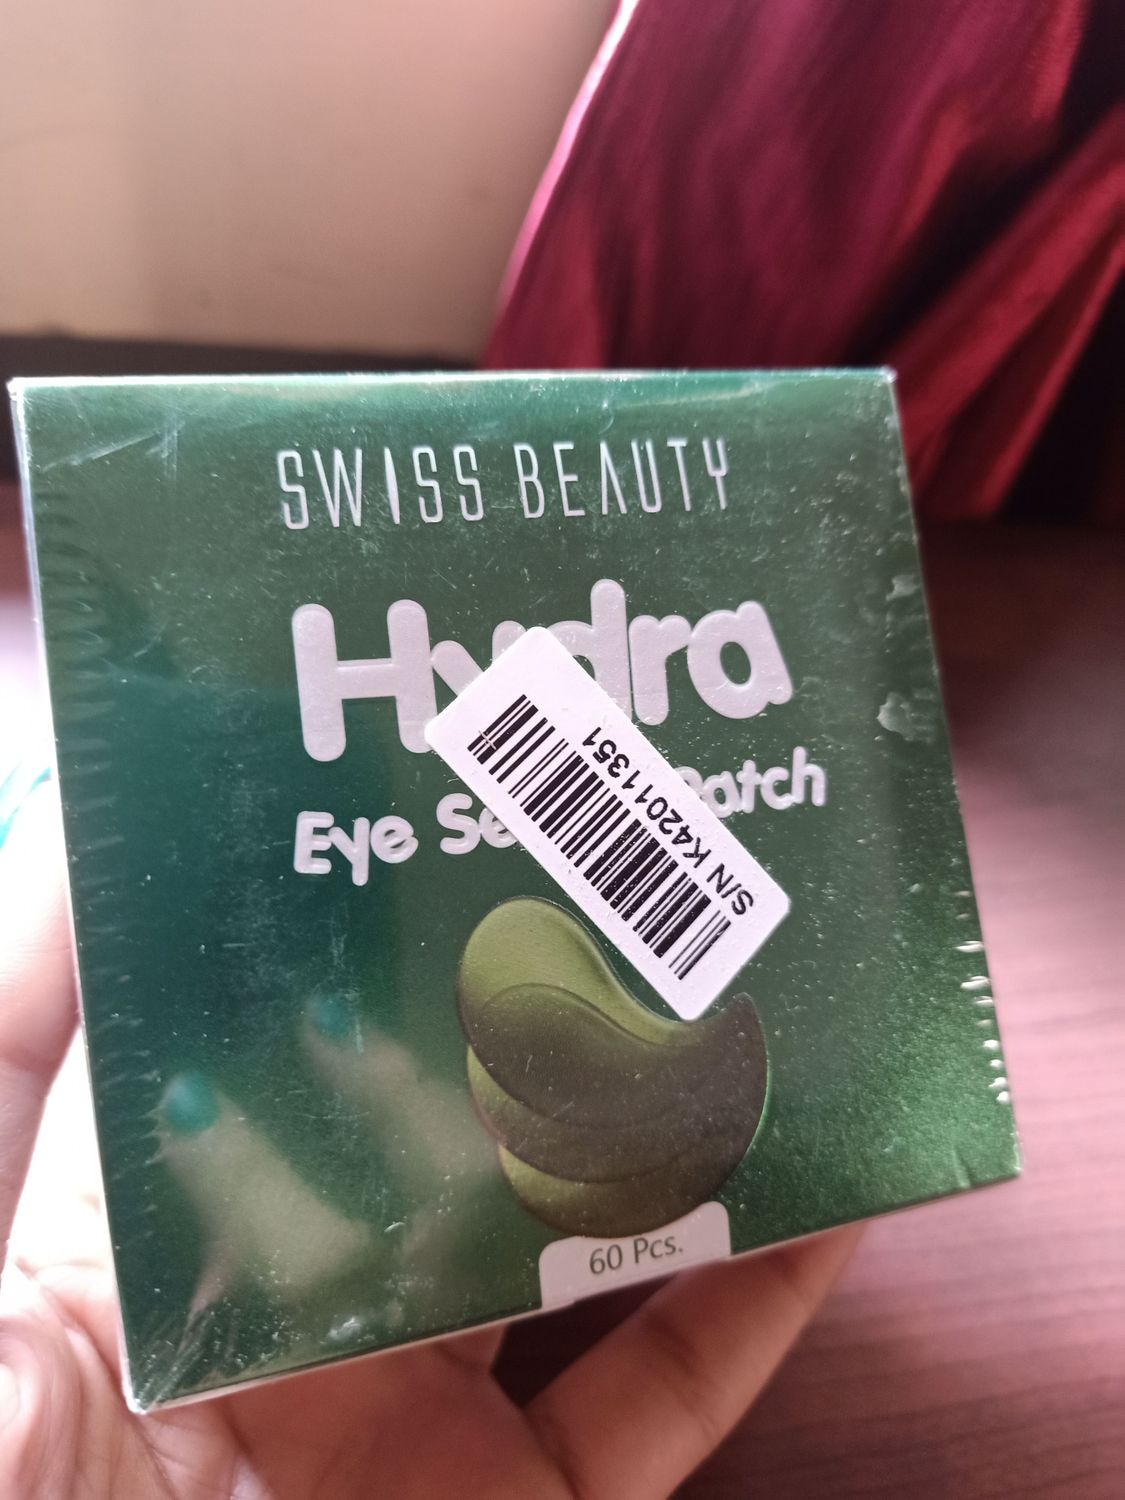 SWISS BEAUTY
Hydra
Eye Se
atch
S/N K42011351
60 Pcs.